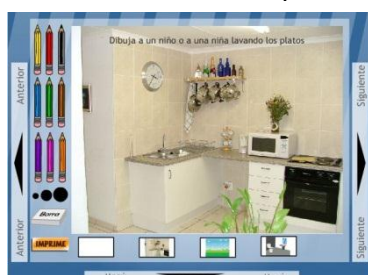 Dibuja a un niño o a una niña lavando los platos
Anterior
Siguiente
Anterior
Siguiente
Borra
IMPRIME